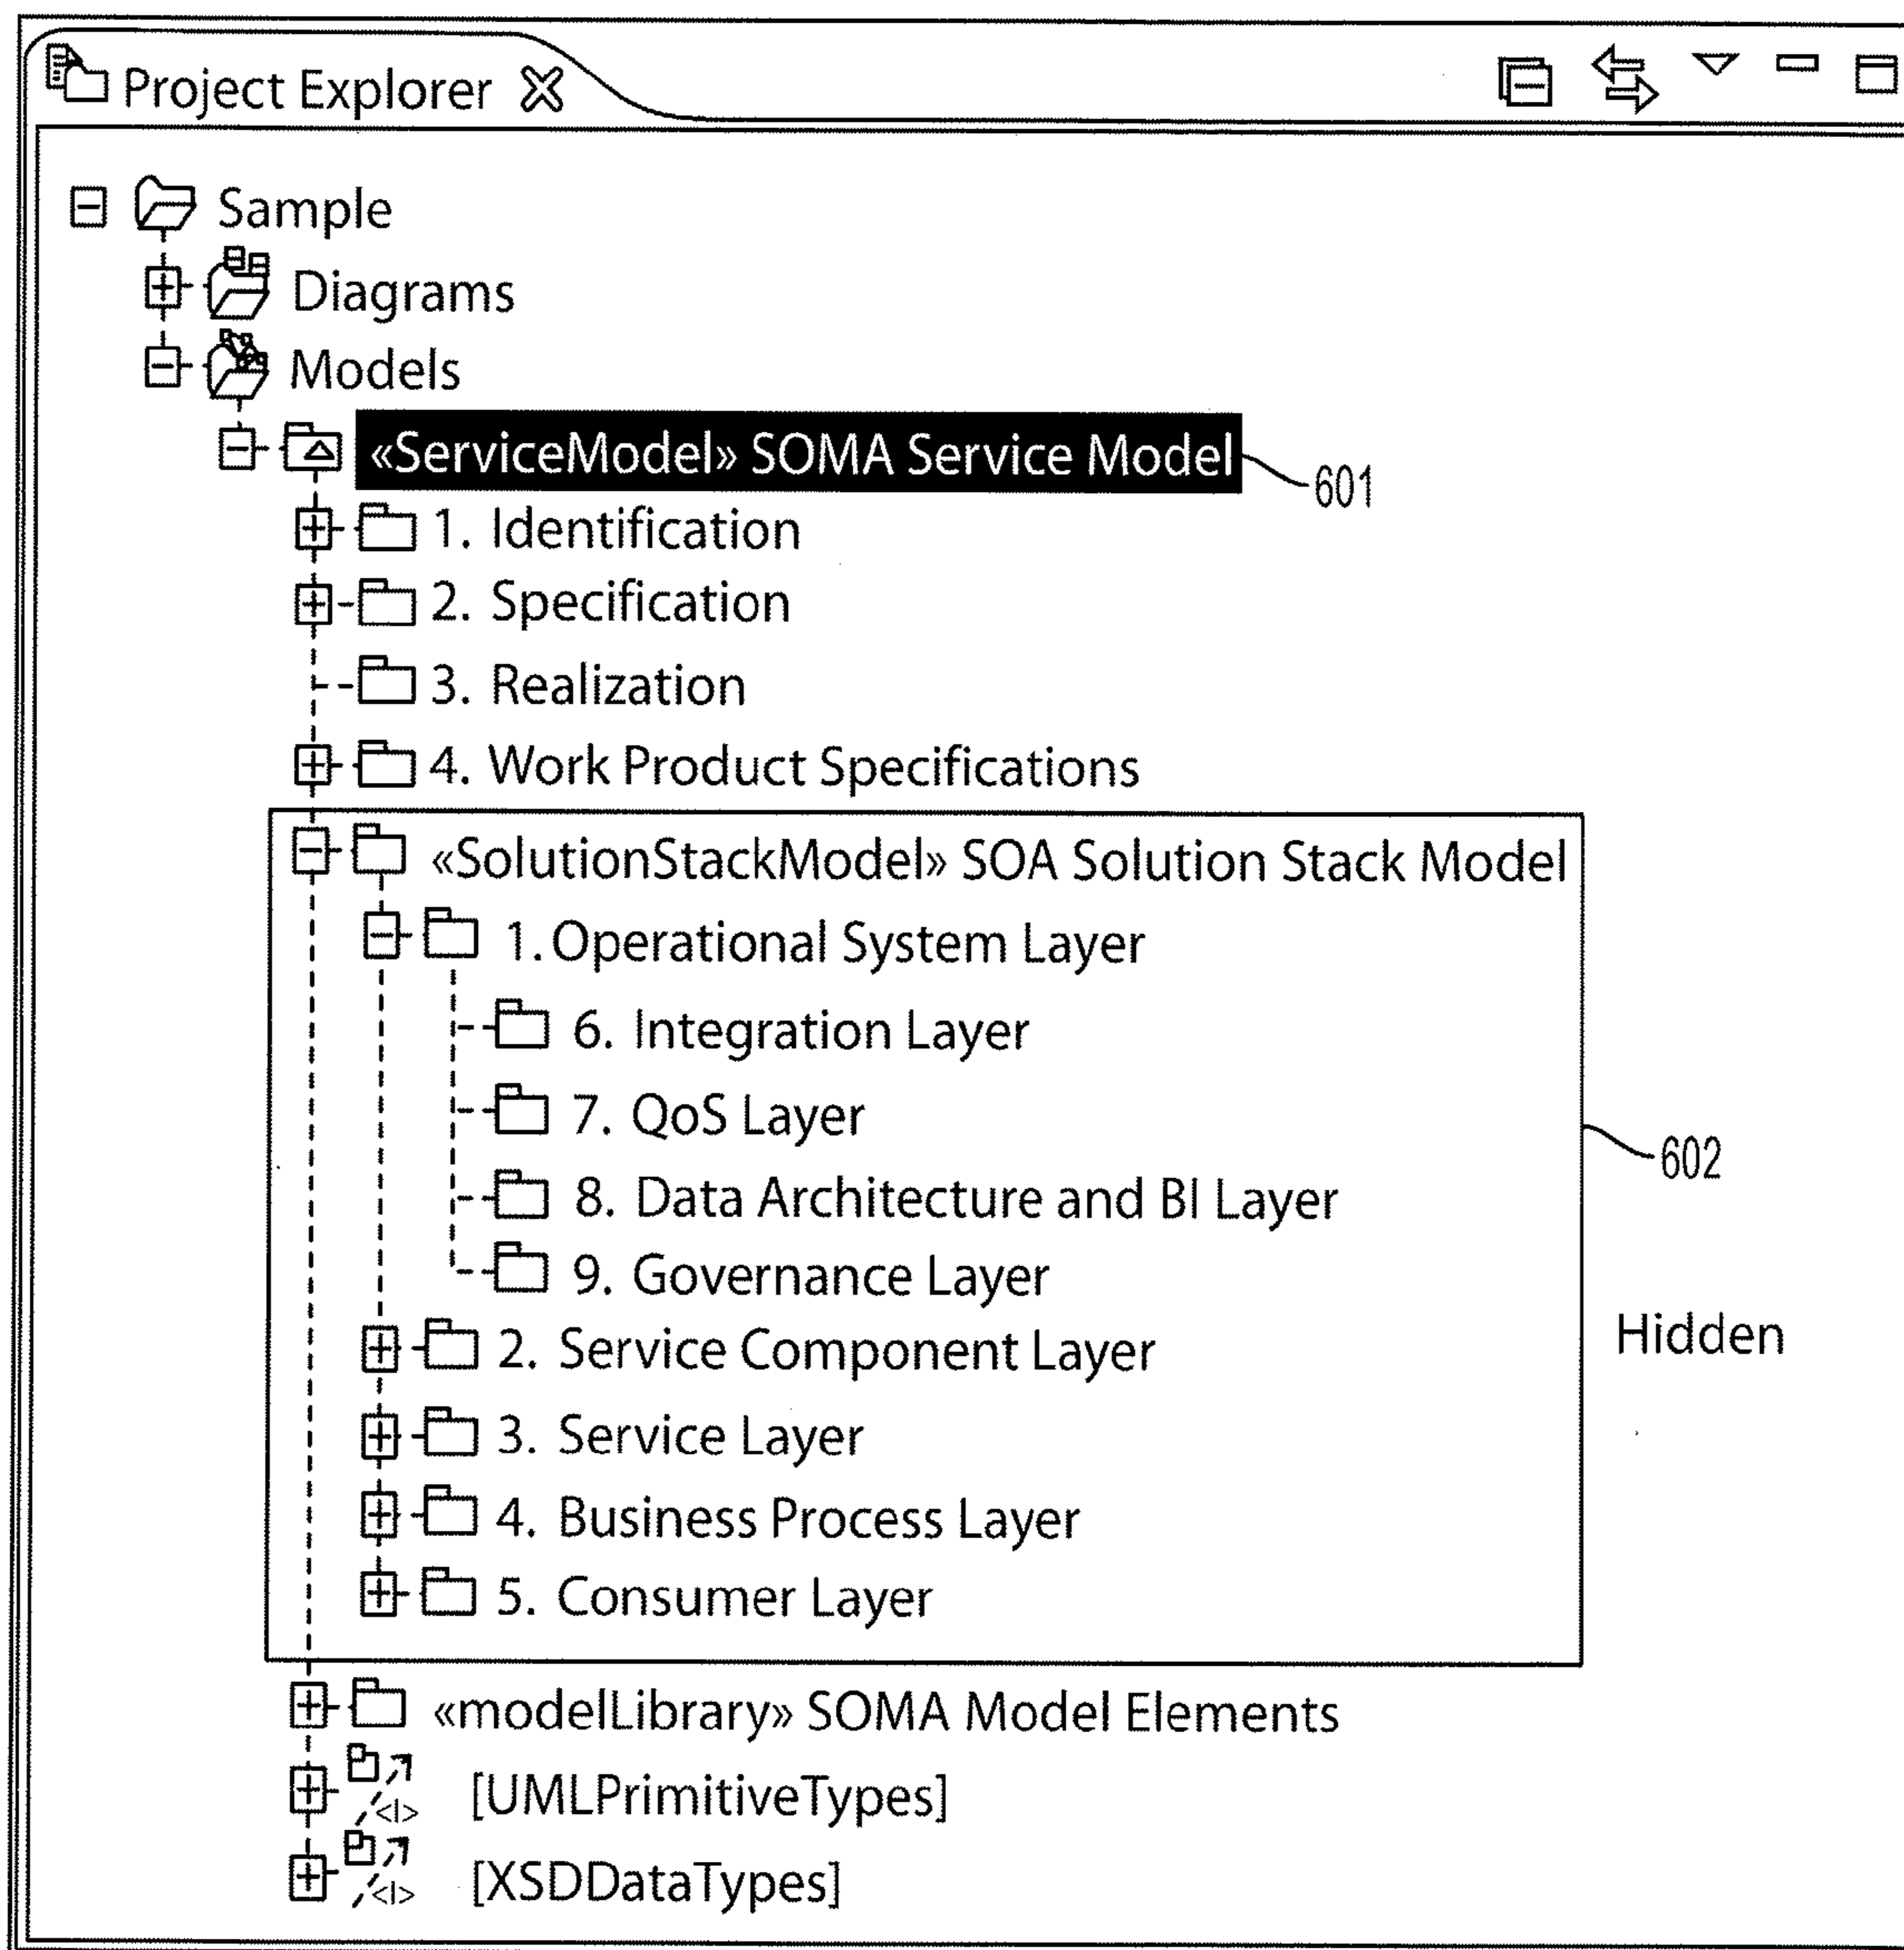 Project Explorer
Sample
Diagrams
Models
«ServiceModel» SOMA Service Model
601
1. Identification
2. Specification
3. Realization
4. Work Product Specifications
«SolutionStackModel» SOA Solution Stack Model
1. Operational System Layer
6. Integration Layer
7. QoS Layer
602
8. Data Architecture and BI Layer
9. Governance Layer
Hidden
2. Service Component Layer
3. Service Layer
4. Business Process Layer
5. Consumer Layer
«modelLibrary» SOMA Model Elements
<I> [UMLPrimitiveTypes]
<I> [XSDDataTypes]